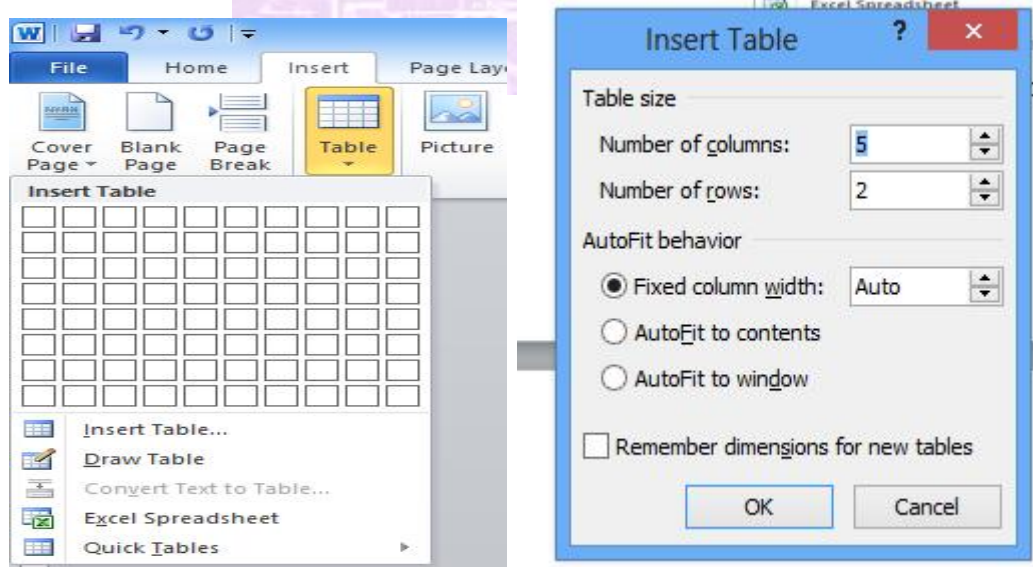 W
File Home Insert Page Lay
Cover Page
Blank Page
Page Break
Table
Picture
Insert Table
Insert Table...
Draw Table
Convert Text to Table...
Excel Spreadsheet
Quick Tables
Excel Spreadsheet
Insert Table ?
Table size
Number of columns: 5
Number of rows: 2
AutoFit behavior
Fixed column width: Auto
AutoFit to contents
AutoFit to window
Remember dimensions for new tables
OK Cancel